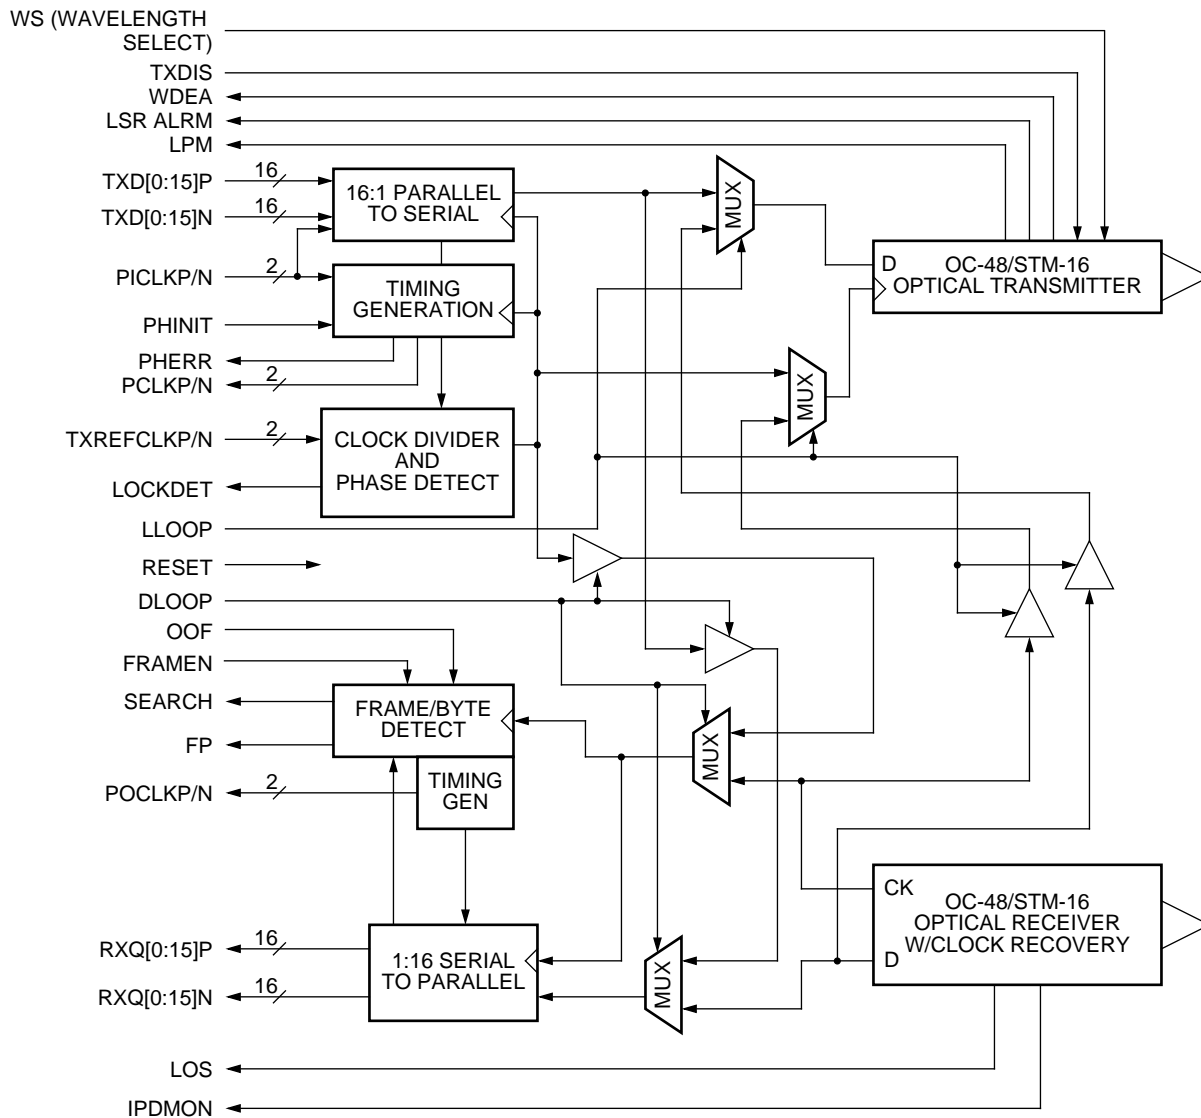 WS (WAVELENGTH
SELECT)
TXDIS
WDEA
LSR ALRM
LPM
TXD[0:15]P
16
TXD[0:15]N
16
PICLKP/N
2
PHINIT
PHERR
PCLKP/N
2
TXREFCLKP/N
2
LOCKDET
LLOOP
RESET
DLOOP
OOF
FRAMEN
SEARCH
FP
POCLKP/N
2
RXQ[0:15]P
16
RXQ[0:15]N
16
LOS
IPDMON
16:1 PARALLEL
TO SERIAL
TIMING
GENERATION
CLOCK DIVIDER
AND
PHASE DETECT
FRAME/BYTE
DETECT
TIMING
GEN
1:16 SERIAL
TO PARALLEL
MUX
MUX
MUX
MUX
D
OC-48/STM-16
OPTICAL TRANSMITTER
CK
OC-48/STM-16
OPTICAL RECEIVER
W/CLOCK RECOVERY
D